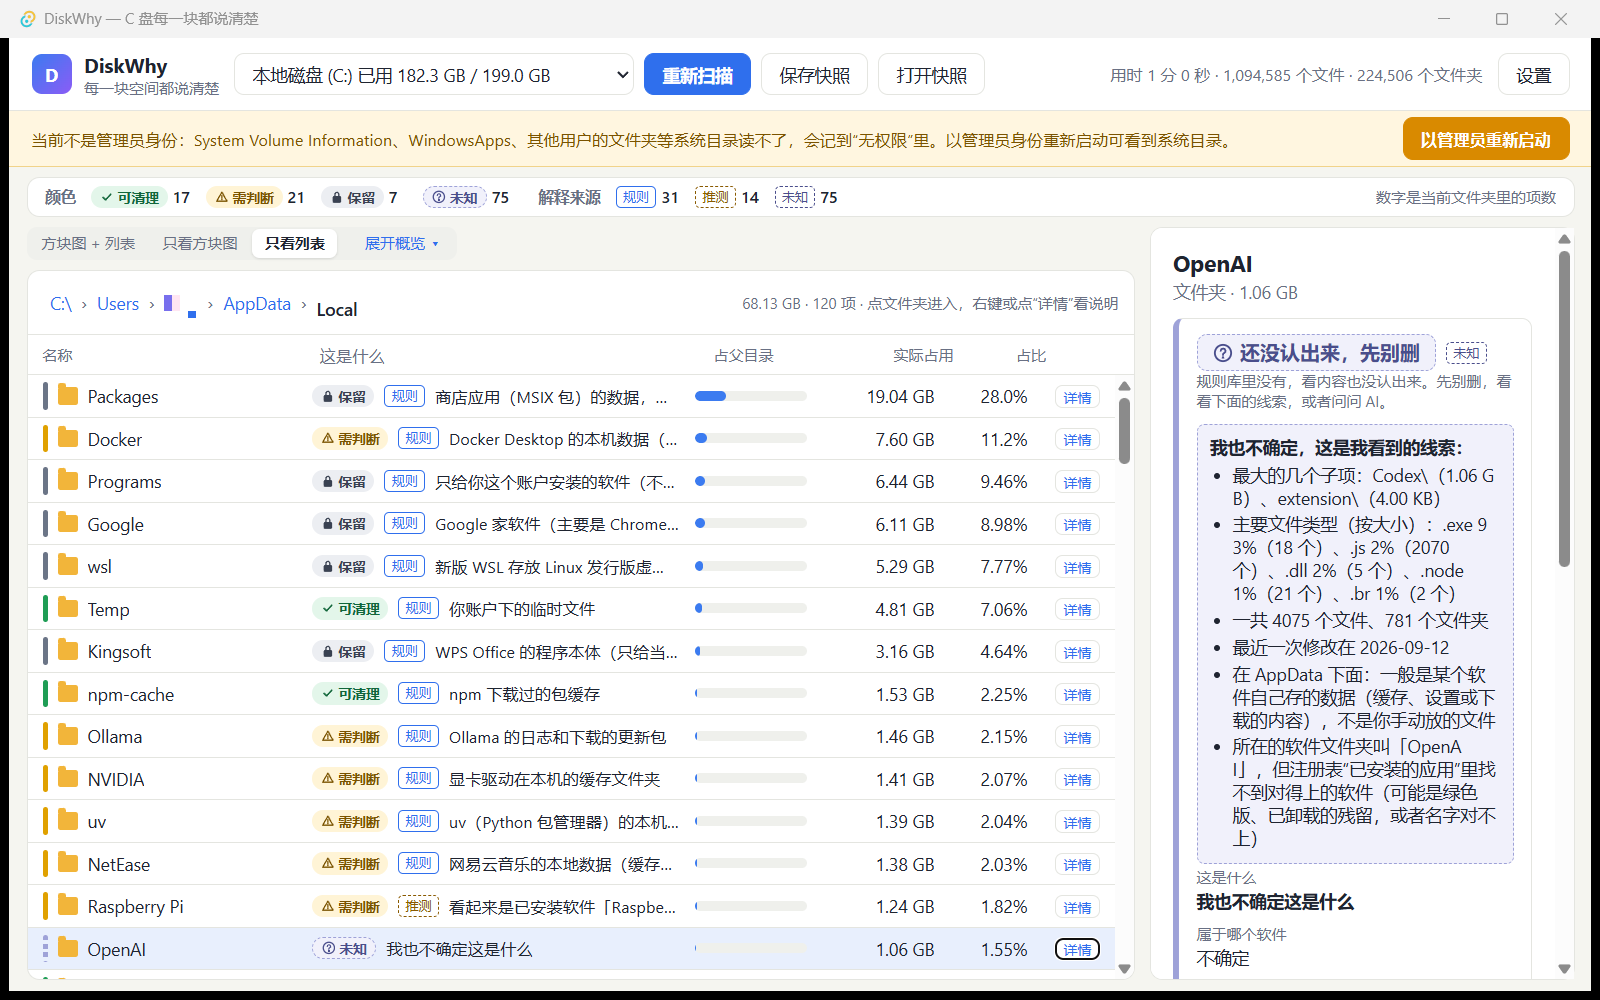 DiskWhy — C 盘每一块都说清楚
D
DiskWhy
每一块空间都说清楚
本地磁盘 (C:) 已用 182.3 GB / 199.0 GB
重新扫描
保存快照
打开快照
用时 1 分 0 秒 · 1,094,585 个文件 · 224,506 个文件夹
设置
当前不是管理员身份：System Volume Information、WindowsApps、其他用户的文件夹等系统目录读不了，会记到“无权限”里。以管理员身份重新启动可看到系统目录。
以管理员重新启动
颜色 可清理 17 需判断 21 保留 7 未知 75 解释来源 规则 31 推测 14 未知 75
数字是当前文件夹里的项数
方块图 + 列表 只看方块图 只看列表 展开概览
C:\ › Users › › AppData › Local
68.13 GB · 120 项 · 点文件夹进入，右键或点“详情”看说明
名称 这是什么 占父目录 实际占用 占比
Packages 保留 规则 商店应用（MSIX 包）的数据，... 19.04 GB 28.0% 详情
Docker 需判断 规则 Docker Desktop 的本机数据（... 7.60 GB 11.2% 详情
Programs 保留 规则 只给你这个账户安装的软件（不... 6.44 GB 9.46% 详情
Google 保留 规则 Google 家软件（主要是 Chrome... 6.11 GB 8.98% 详情
wsl 保留 规则 新版 WSL 存放 Linux 发行版虚... 5.29 GB 7.77% 详情
Temp 可清理 规则 你账户下的临时文件 4.81 GB 7.06% 详情
Kingsoft 保留 规则 WPS Office 的程序本体（只给当... 3.16 GB 4.64% 详情
npm-cache 可清理 规则 npm 下载过的包缓存 1.53 GB 2.25% 详情
Ollama 需判断 规则 Ollama 的日志和下载的更新包 1.46 GB 2.15% 详情
NVIDIA 需判断 规则 显卡驱动在本机的缓存文件夹 1.41 GB 2.07% 详情
uv 需判断 规则 uv（Python 包管理器）的本机... 1.39 GB 2.04% 详情
NetEase 需判断 规则 网易云音乐的本地数据（缓存... 1.38 GB 2.03% 详情
Raspberry Pi 需判断 推测 看起来是已安装软件「Raspbe... 1.24 GB 1.82% 详情
OpenAI 未知 我也不确定这是什么 1.06 GB 1.55% 详情
OpenAI
文件夹 · 1.06 GB
还没认出来，先别删 未知
规则库里没有，看内容也没认出来。先别删，看
看下面的线索，或者问问 AI。
我也不确定，这是我看到的线索：
• 最大的几个子项：Codex\（1.06 G
B）、extension\（4.00 KB）
• 主要文件类型（按大小）：.exe 9
3%（18 个）、.js 2%（2070
个）、.dll 2%（5 个）、.node
1%（21 个）、.br 1%（2 个）
• 一共 4075 个文件、781 个文件夹
• 最近一次修改在 2026-09-12
• 在 AppData 下面：一般是某个软
件自己存的数据（缓存、设置或下
载的内容），不是你手动放的文件
• 所在的软件文件夹叫「OpenA
I」，但注册表“已安装的应用”里找
不到对得上的软件（可能是绿色
版、已卸载的残留，或者名字对不
上）
这是什么
我也不确定这是什么
属于哪个软件
不确定